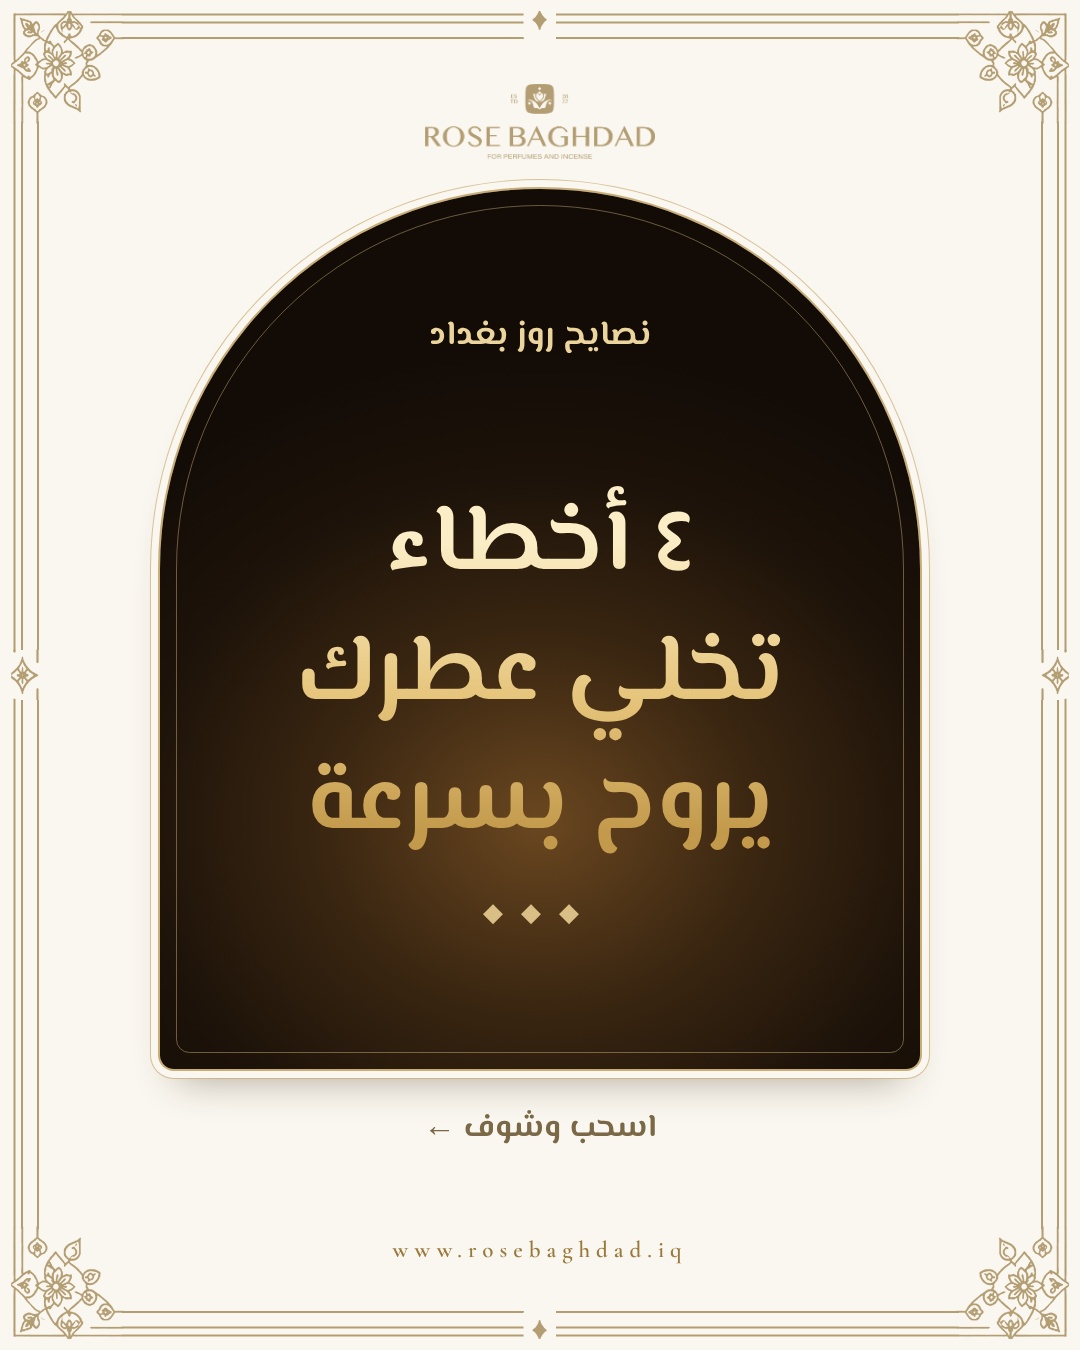 ROSE BAGHDAD
FOR PERFUMES AND INCENSE
نصايح روز بغداد
٤ أخطاء
تخلي عطرك
يروح بسرعة
اسحب وشوف ←
www.rosebaghdad.iq